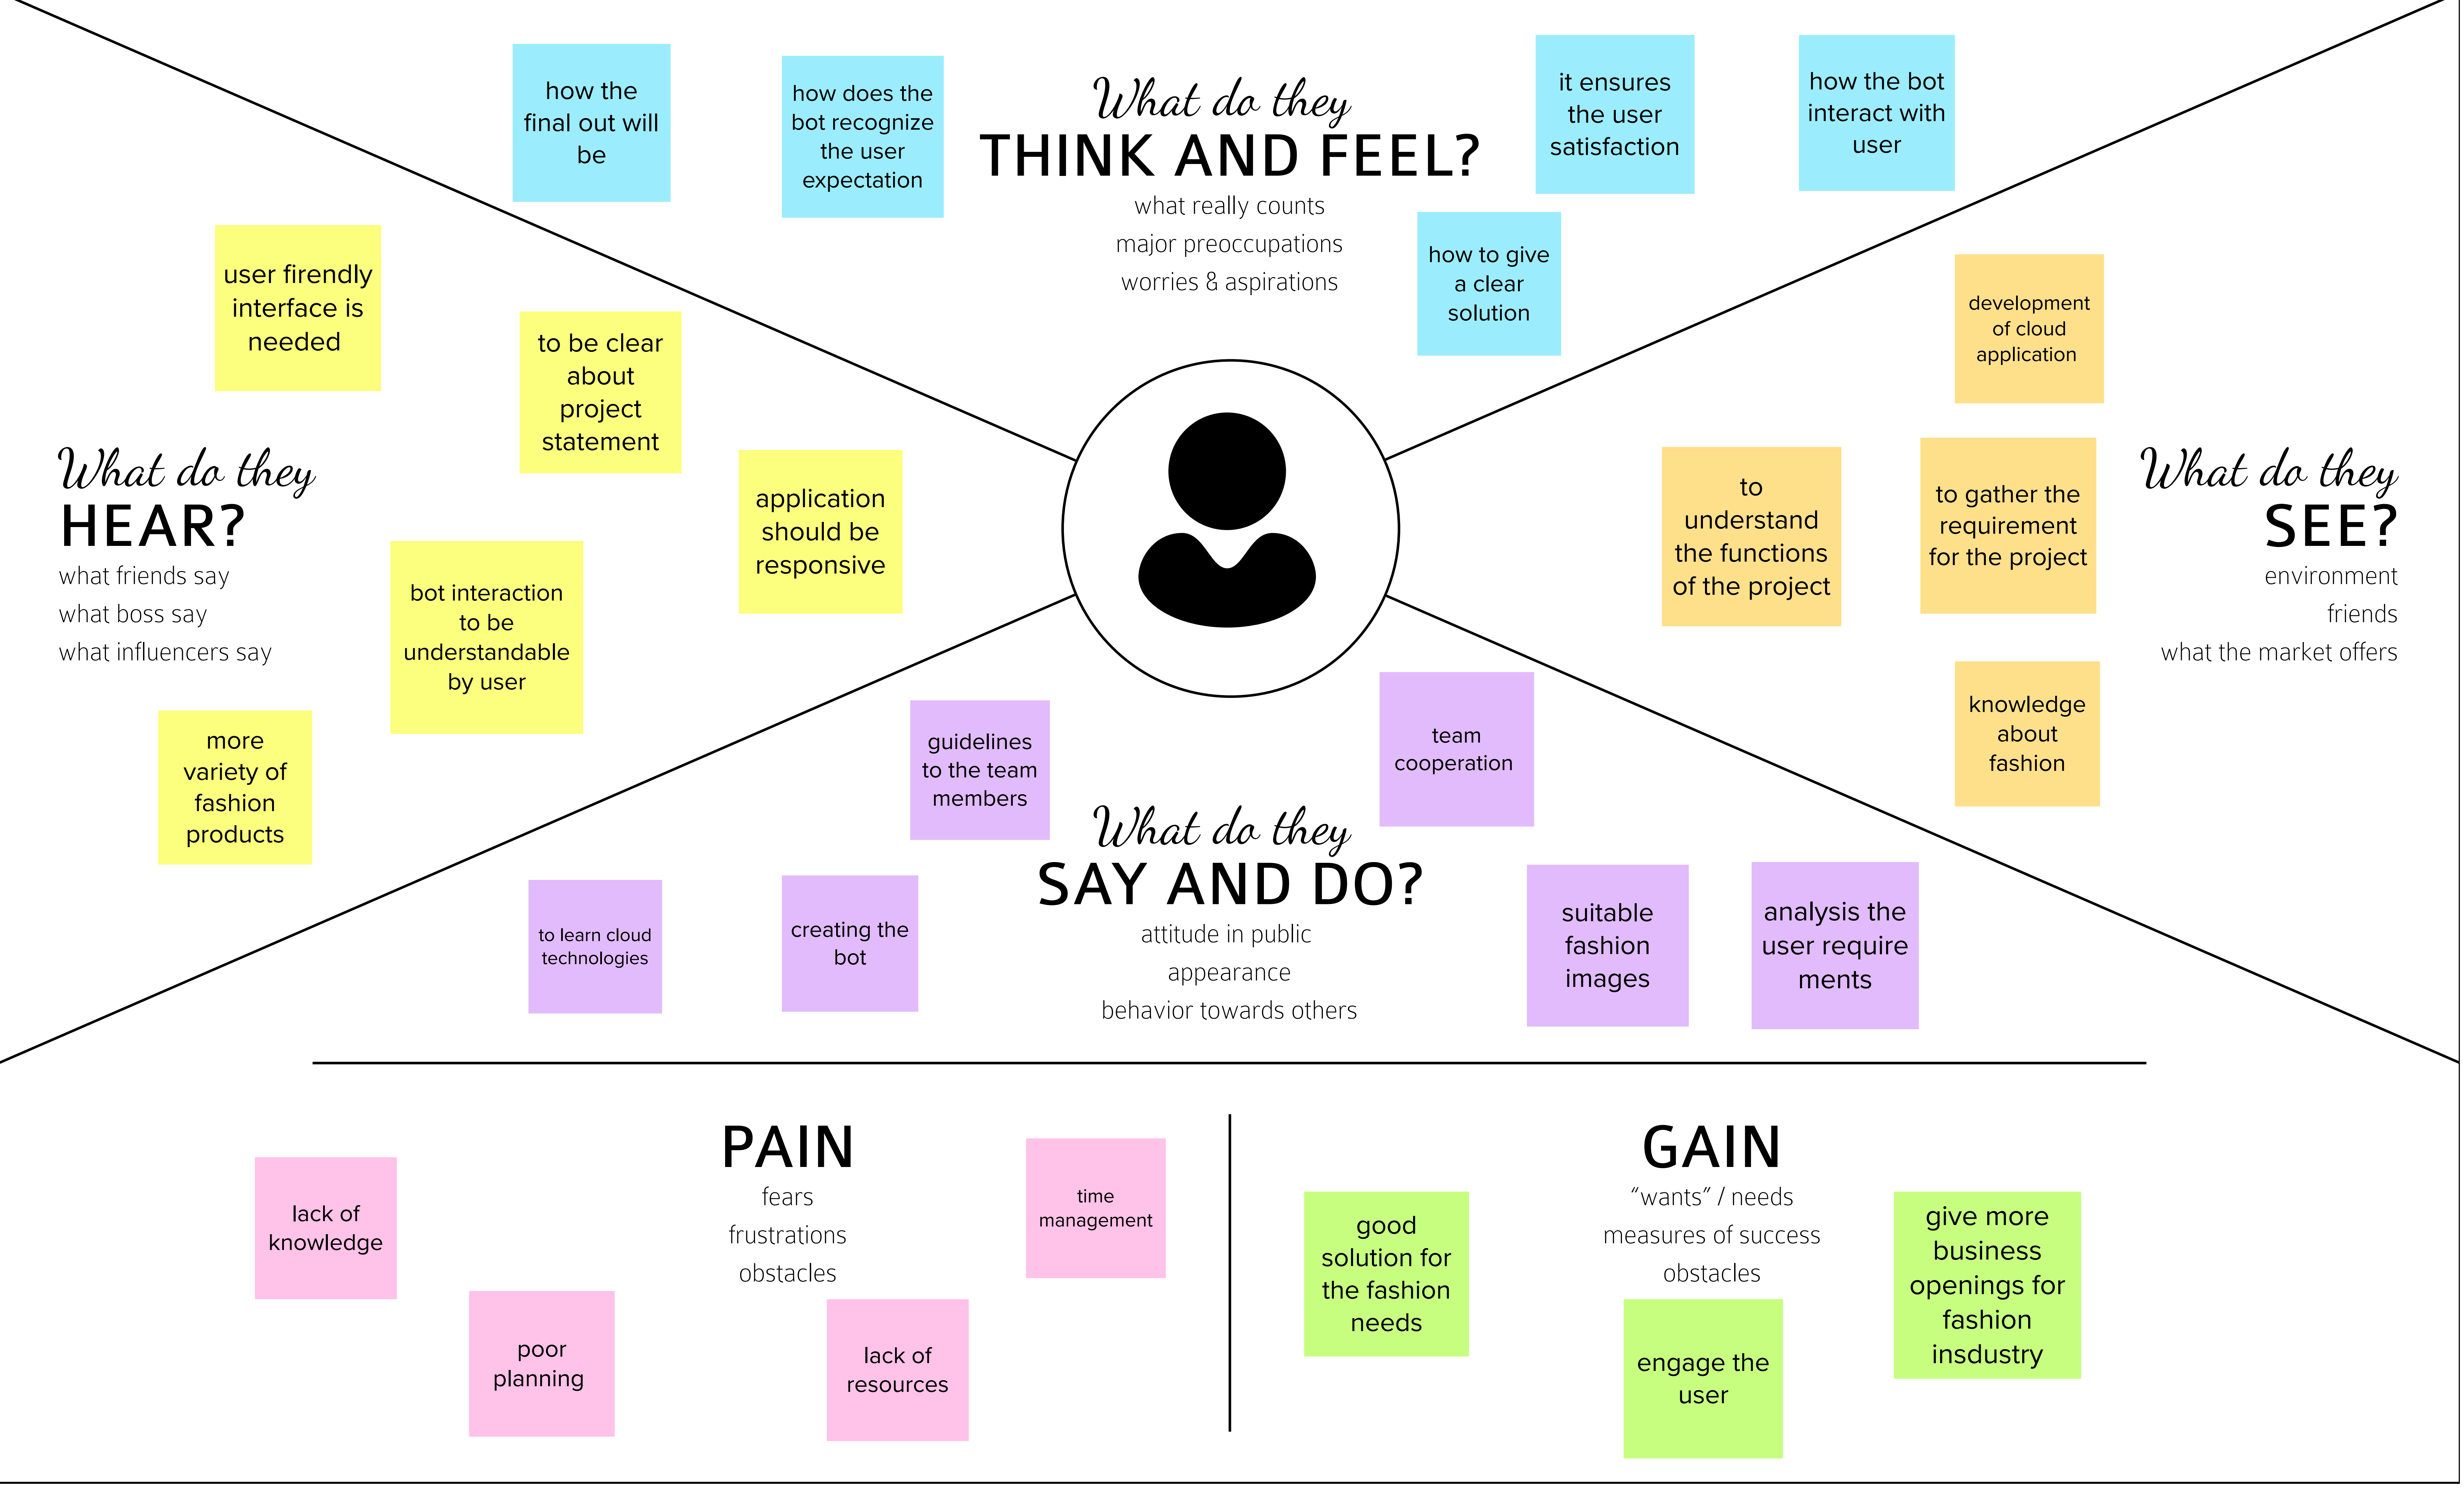 What do they
THINK AND FEEL?
what really counts
major preoccupations
worries & aspirations
how the
final out will
be
how does the
bot recognize
the user
expectation
it ensures
the user
satisfaction
how the bot
interact with
user
how to give
a clear
solution
What do they
HEAR?
what friends say
what boss say
what influencers say
user firendly
interface is
needed
to be clear
about
project
statement
application
should be
responsive
bot interaction
to be
understandable
by user
more
variety of
fashion
products
What do they
SEE?
environment
friends
what the market offers
development
of cloud
application
to
understand
the functions
of the project
to gather the
requirement
for the project
knowledge
about
fashion
What do they
SAY AND DO?
attitude in public
appearance
behavior towards others
guidelines
to the team
members
team
cooperation
to learn cloud
technologies
creating the
bot
suitable
fashion
images
analysis the
user require
ments
PAIN
fears
frustrations
obstacles
lack of
knowledge
poor
planning
lack of
resources
time
management
GAIN
“wants” / needs
measures of success
obstacles
good
solution for
the fashion
needs
engage the
user
give more
business
openings for
fashion
insdustry